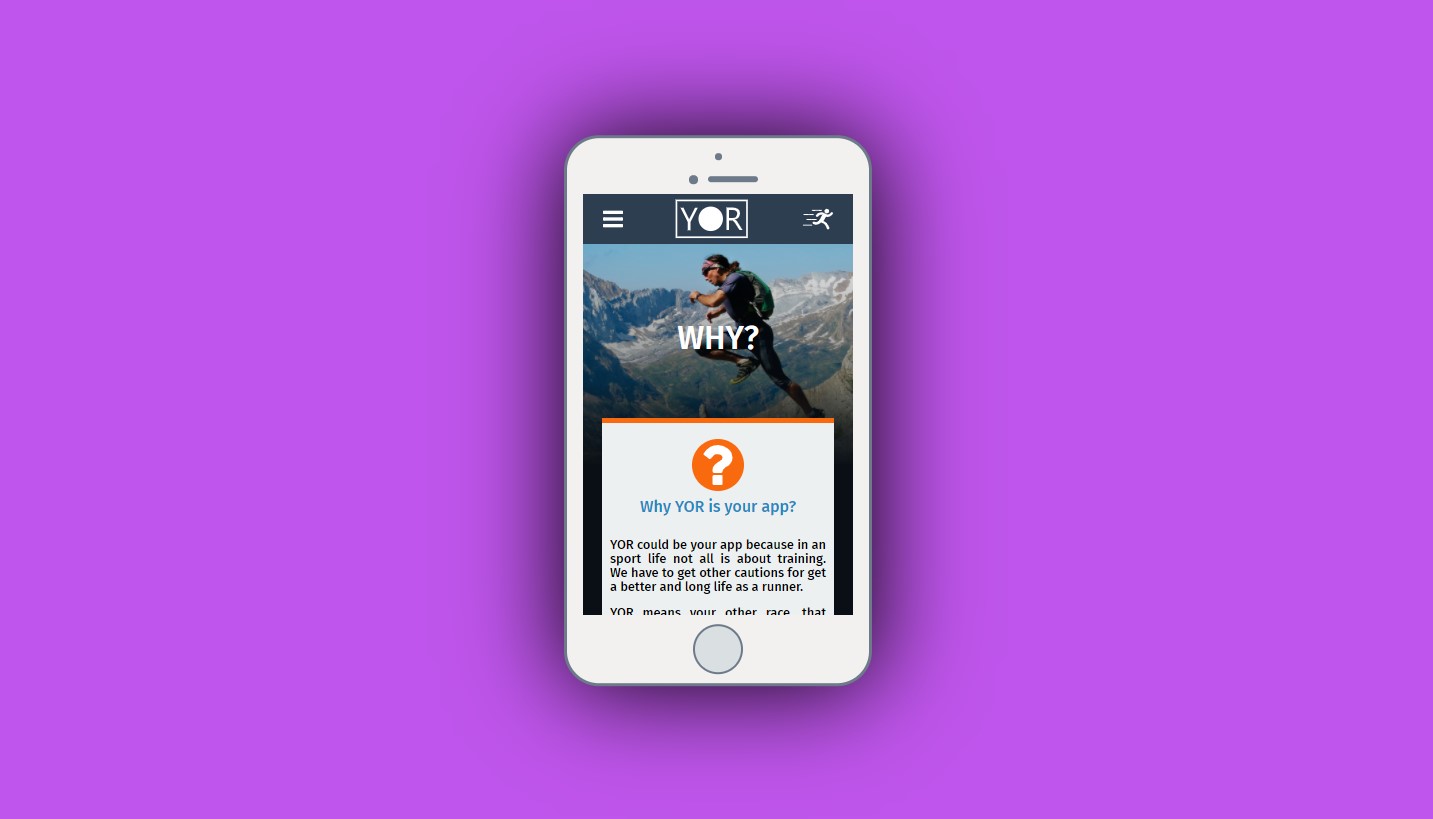 YOR
WHY?
Why YOR is your app?
YOR could be your app because in an
sport life not all is about training.
We have to get other cautions for get
a better and long life as a runner.
YOR means your other race, that